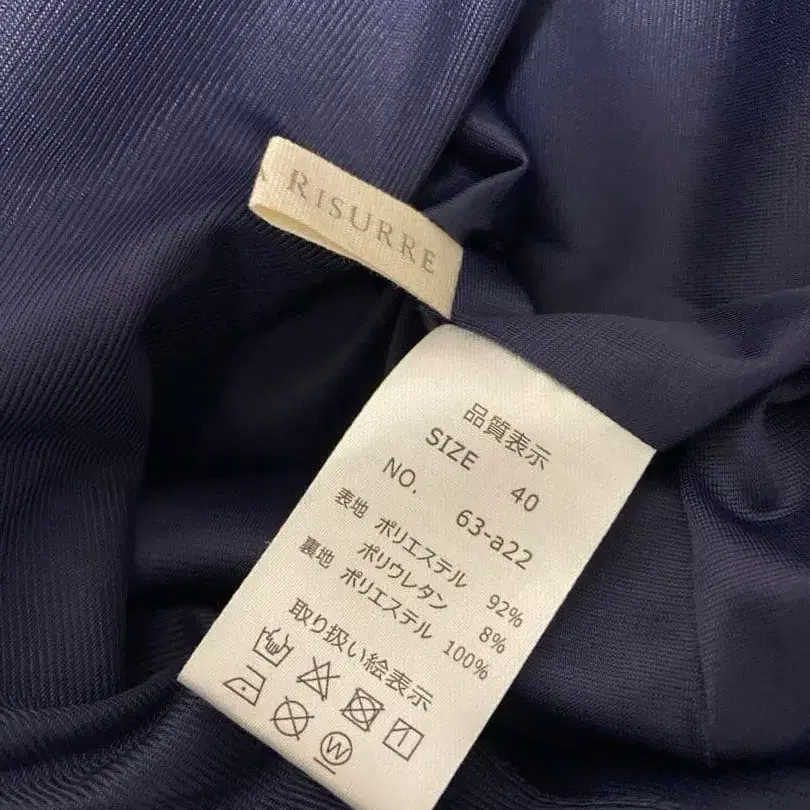 RISURRE
品質表示
SIZE 40
NO. 63-a22
表地 ポリエステル 92%
ポリウレタン 8%
裏地 ポリエステル 100%
取り扱い絵表示
W